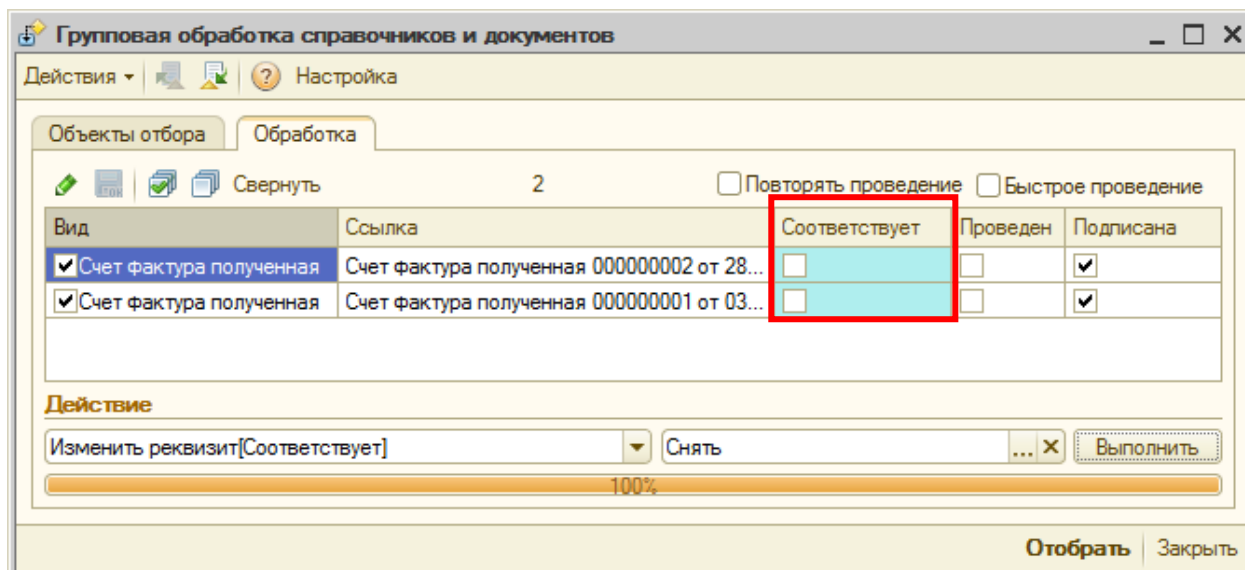 Групповая обработка справочников и документов
Действия Настройка
Объекты отбора Обработка
Свернуть 2 Повторять проведение Быстрое проведение
Вид Ссылка Соответствует Проведен Подписана
Счет фактура полученная Счет фактура полученная 000000002 от 28...
Счет фактура полученная Счет фактура полученная 000000001 от 03...
Действие
Изменить реквизит[Соответствует] Снять ... Выполнить
100%
Отобрать Закрыть